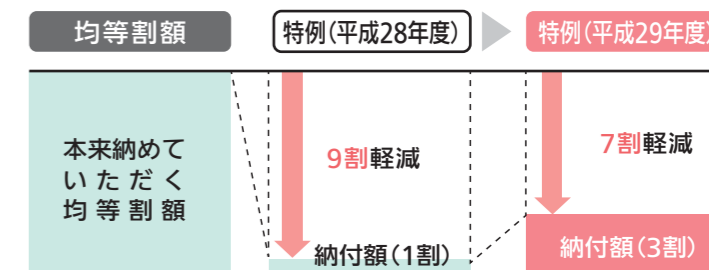 均等割額
特例(平成28年度)
特例(平成29年度)
本来納めて
いただく
均等割額
9割軽減
7割軽減
納付額(1割)
納付額(3割)